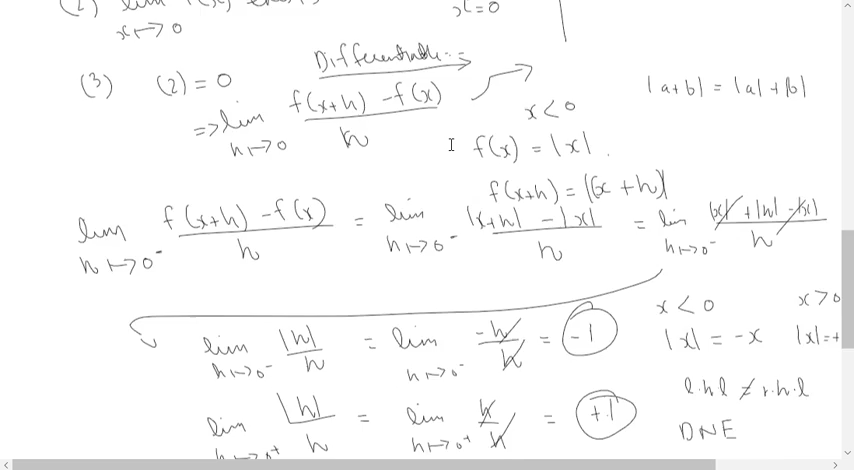 x→0
x=0
(3) (2) = 0 Differentiable
=> lim h→0 f(x+h) - f(x) / h
|a+b| = |a| + |b|
x < 0
f(x) = |x|.
f(x+h) = |(x+h)|
lim h→0⁻ f(x+h) - f(x) / h = lim h→0⁻ |x+h| - |x| / h = lim h→0⁻ |x| + |h| - |x| / h
lim h→0⁻ |h| / h = lim h→0⁻ -h / h = -1
x < 0 x > 0
|x| = -x |x| = +
lim h→0⁺ |h| / h = lim h→0⁺ h / h = +1
l.h.l ≠ r.h.l
DNE